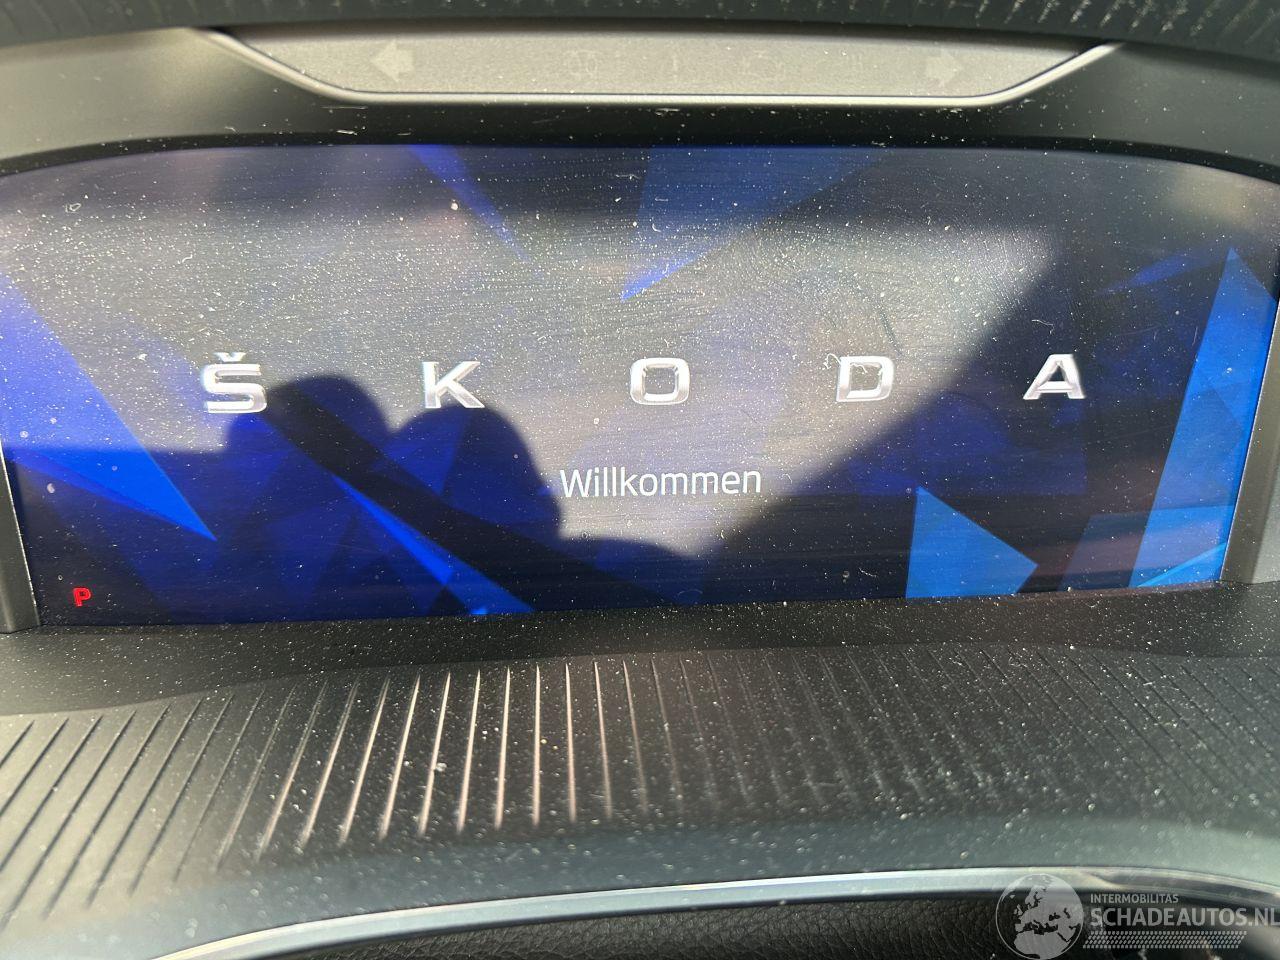 ŠKODA
Willkommen
P
INTERMOBILITAS
SCHADEAUTOS.NL